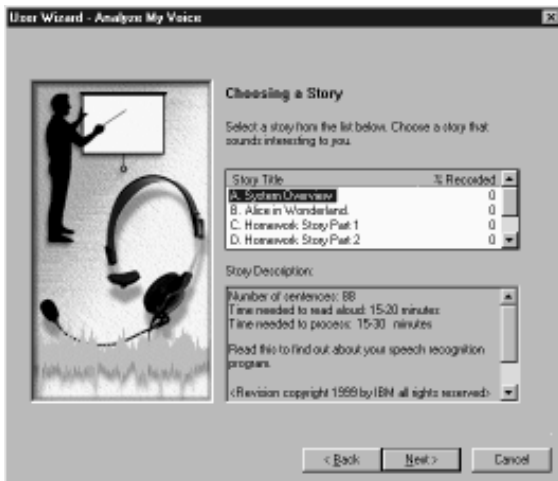 User Wizard - Analyze My Voice
Choosing a Story
Select a story from the list below. Choose a story that
sounds interesting to you.
Story Title % Recorded
A. System Overview 0
B. Alice in Wonderland. 0
C. Homework Story Part 1 0
D. Homework Story Part 2 0
Story Description:
Number of sentences: 88
Time needed to read aloud: 15-20 minutes
Time needed to process: 15-30 minutes
Read this to find out about your speech recognition
program.
<Revision copyright 1999 by IBM all rights reserved>
< Back Next > Cancel